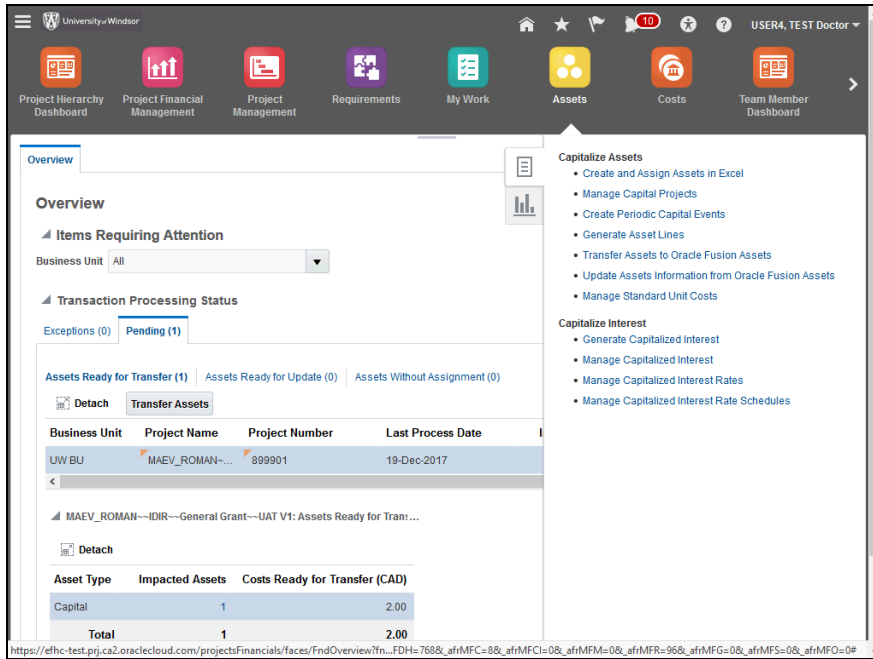 University of Windsor
10
USER4, TEST Doctor
Project Hierarchy Dashboard
Project Financial Management
Project Management
Requirements
My Work
Assets
Costs
Team Member Dashboard
Overview
Overview
Items Requiring Attention
Business Unit All
Transaction Processing Status
Exceptions (0) Pending (1)
Assets Ready for Transfer (1) Assets Ready for Update (0) Assets Without Assignment (0)
Detach Transfer Assets
Business Unit Project Name Project Number Last Process Date
UW BU MAEV_ROMAN~... 899901 19-Dec-2017
MAEV_ROMAN~~IDIR~~General Grant~~UAT V1: Assets Ready for Trans...
Detach
Asset Type Impacted Assets Costs Ready for Transfer (CAD)
Capital 1 2.00
Total 1 2.00
Capitalize Assets
• Create and Assign Assets in Excel
• Manage Capital Projects
• Create Periodic Capital Events
• Generate Asset Lines
• Transfer Assets to Oracle Fusion Assets
• Update Assets Information from Oracle Fusion Assets
• Manage Standard Unit Costs
Capitalize Interest
• Generate Capitalized Interest
• Manage Capitalized Interest
• Manage Capitalized Interest Rates
• Manage Capitalized Interest Rate Schedules
https://efhc-test.prj.ca2.oraclecloud.com/projectsFinancials/faces/FndOverview?fn...FDH=768&_afrMFC=8&_afrMFCI=0&_afrMFM=0&_afrMFR=96&_afrMFG=0&_afrMFS=0&_afrMFO=0#